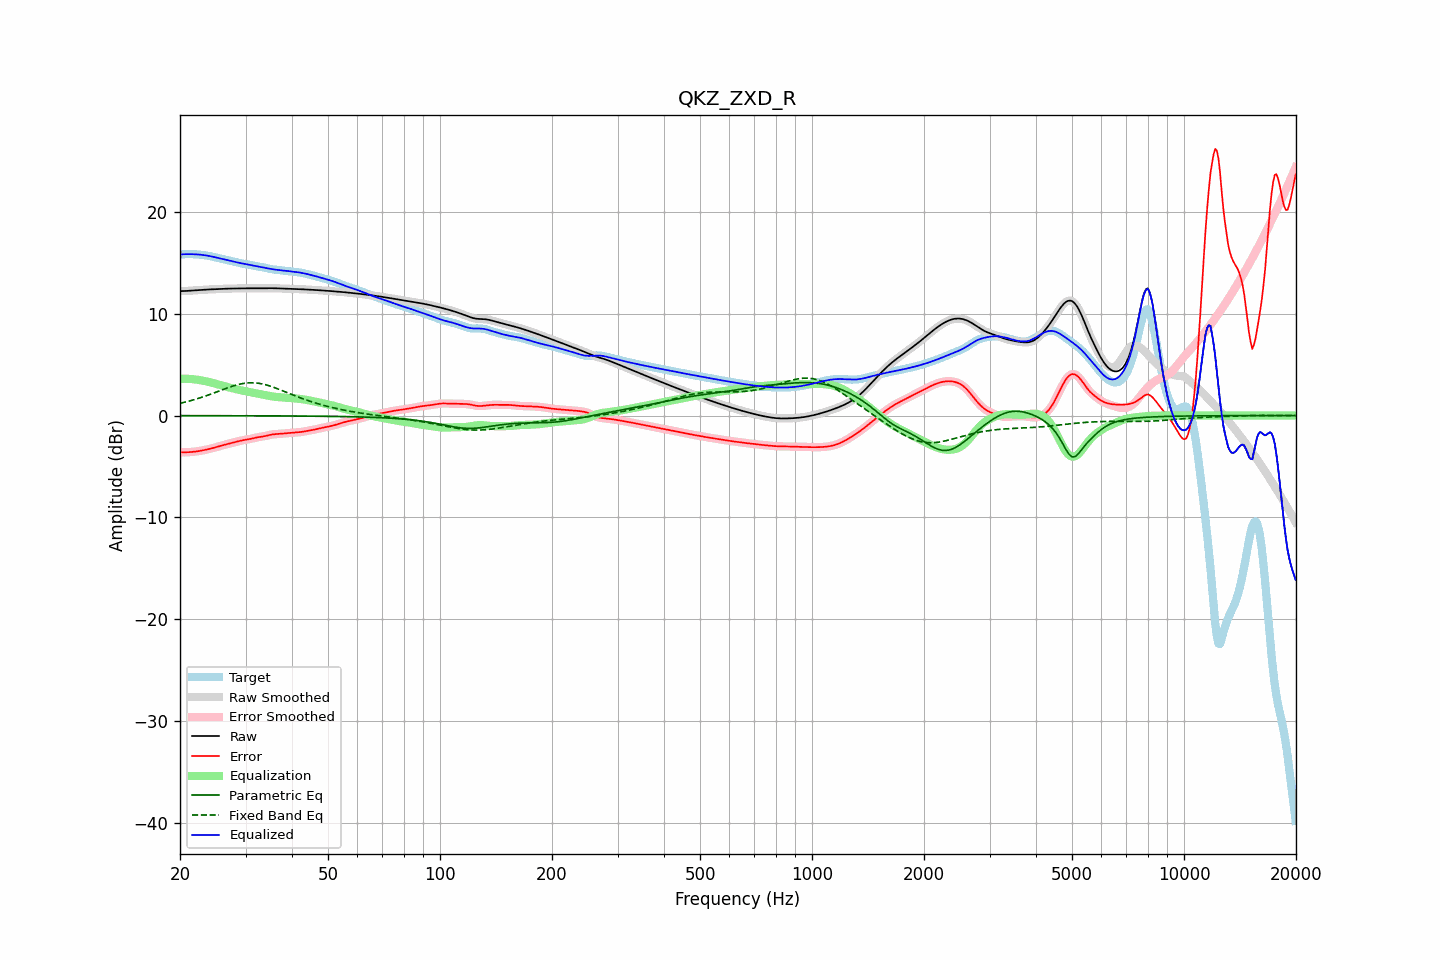 QKZ_ZXD_R
Amplitude (dBr)
20
10
0
−10
−20
−30
−40
Target
Raw Smoothed
Error Smoothed
Raw
Error
Equalization
Parametric Eq
Fixed Band Eq
Equalized
20 50 100 200 500 1000 2000 5000 10000 20000
Frequency (Hz)